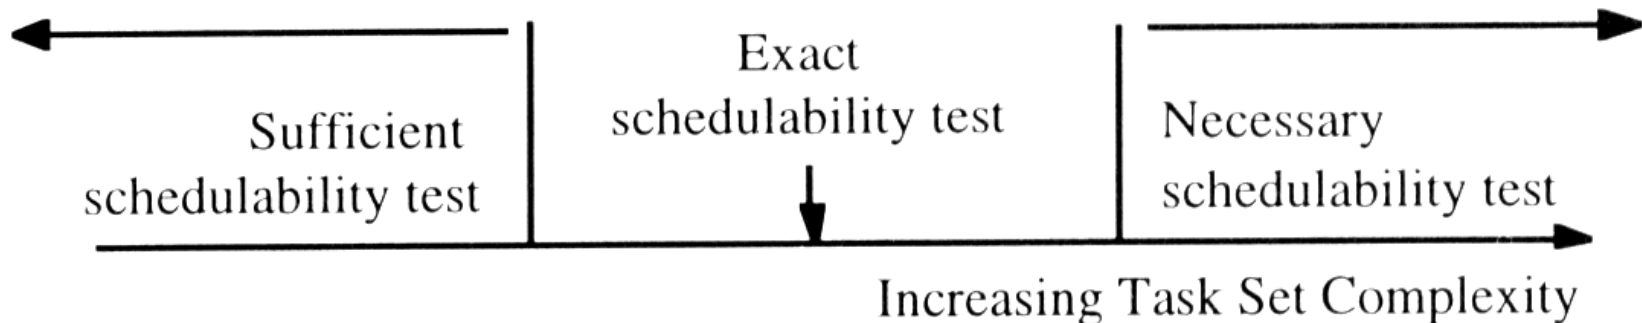 Exact
schedulability test
Sufficient
schedulability test
Necessary
schedulability test
Increasing Task Set Complexity